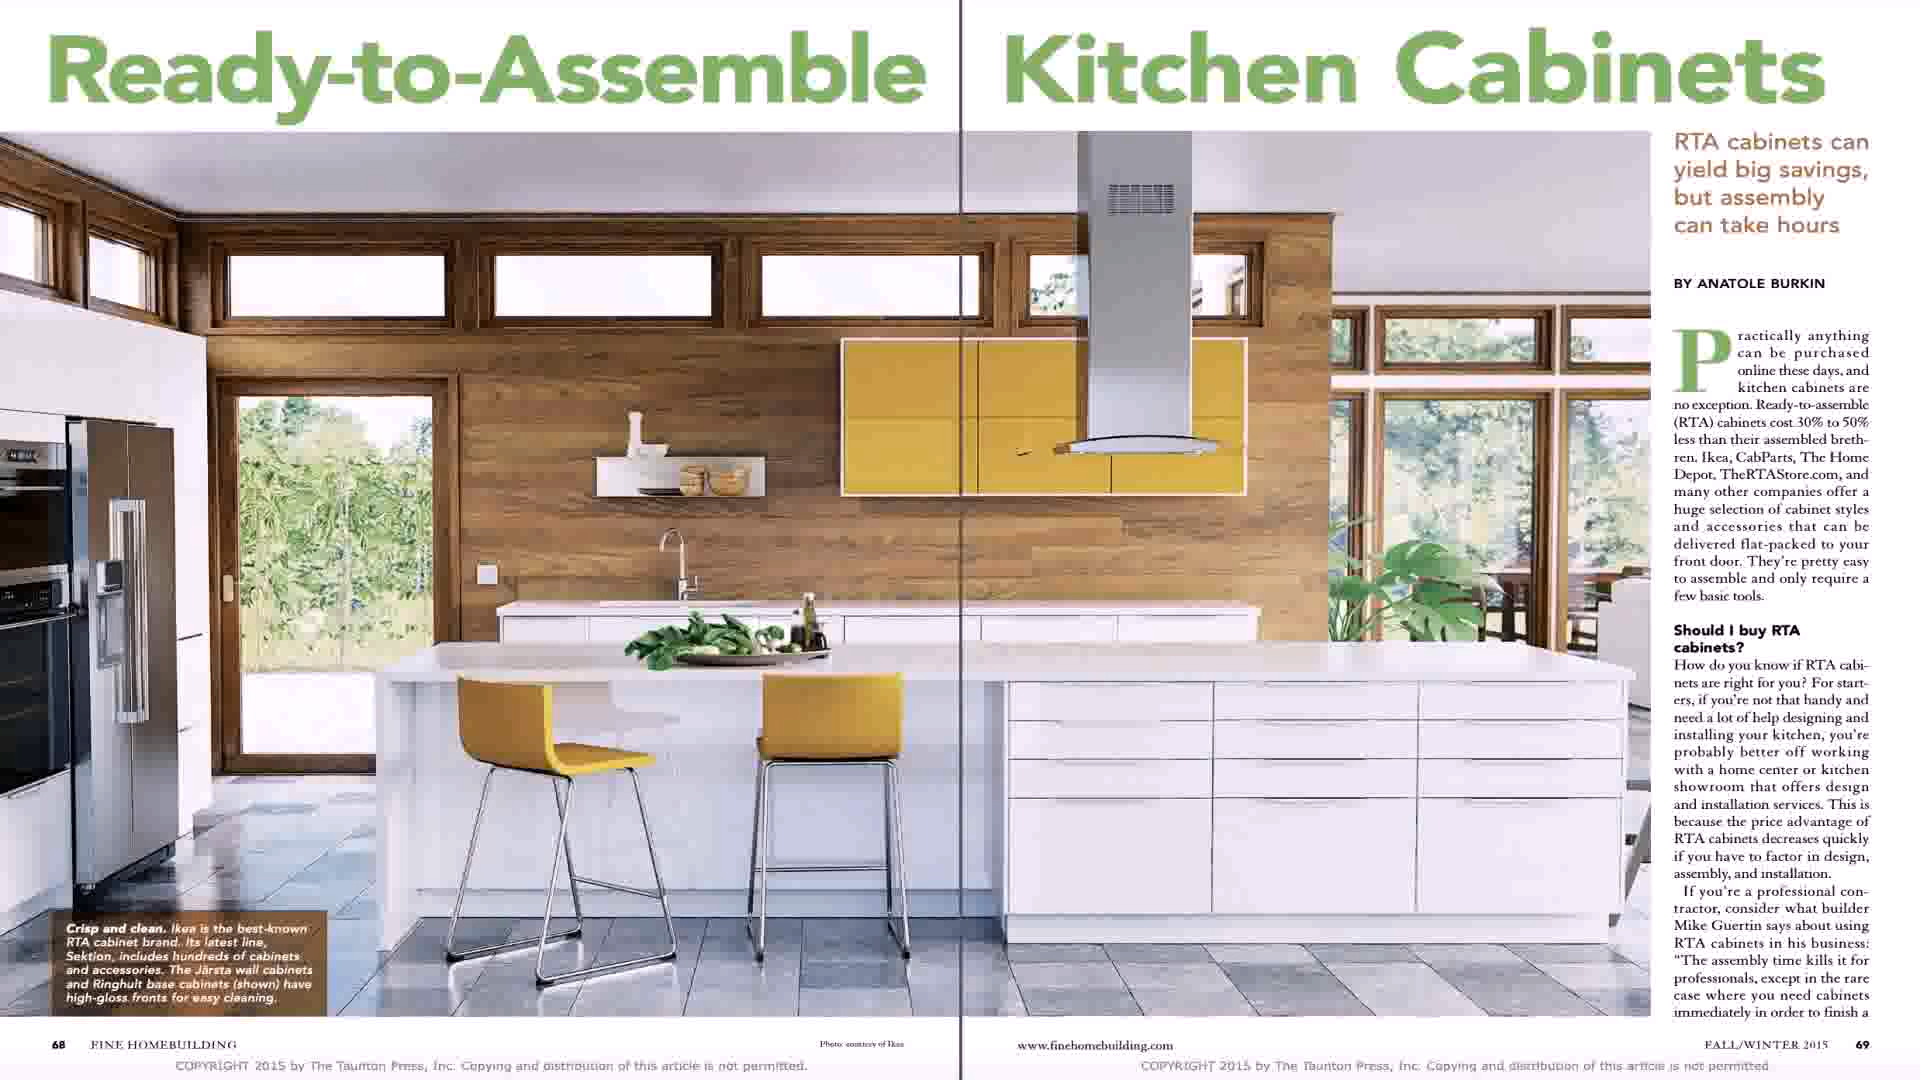 Ready-to-Assemble Kitchen Cabinets
RTA cabinets can
yield big savings,
but assembly
can take hours
BY ANATOLE BURKIN
Practically anything
can be purchased
online these days, and
kitchen cabinets are
no exception. Ready-to-assemble
(RTA) cabinets cost 30% to 50%
less than their assembled breth-
ren. Ikea, CabParts, The Home
Depot, TheRTAStore.com, and
many other companies offer a
huge selection of cabinet styles
and accessories that can be
delivered flat-packed to your
front door. They're pretty easy
to assemble and only require a
few basic tools.
Should I buy RTA
cabinets?
How do you know if RTA cabi-
nets are right for you? For start-
ers, if you're not that handy and
need a lot of help designing and
installing your kitchen, you're
probably better off working
with a home center or kitchen
showroom that offers design
and installation services. This is
because the price advantage of
RTA cabinets decreases quickly
if you have to factor in design,
assembly, and installation.
If you're a professional con-
tractor, consider what builder
Mike Guertin says about using
RTA cabinets in his business:
"The assembly time kills it for
professionals, except in the rare
case where you need cabinets
immediately in order to finish a
Crisp and clean. Ikea is the best-known
RTA cabinet brand. Its latest line,
Sektion, includes hundreds of cabinets
and accessories. The Järsta wall cabinets
and Ringhult base cabinets (shown) have
high-gloss fronts for easy cleaning.
68 FINE HOMEBUILDING
Photo: courtesy of Ikea
www.finehomebuilding.com
FALL/WINTER 2015 69
COPYRIGHT 2015 by The Taunton Press, Inc. Copying and distribution of this article is not permitted.
COPYRIGHT 2015 by The Taunton Press, Inc. Copying and distribution of this article is not permitted.